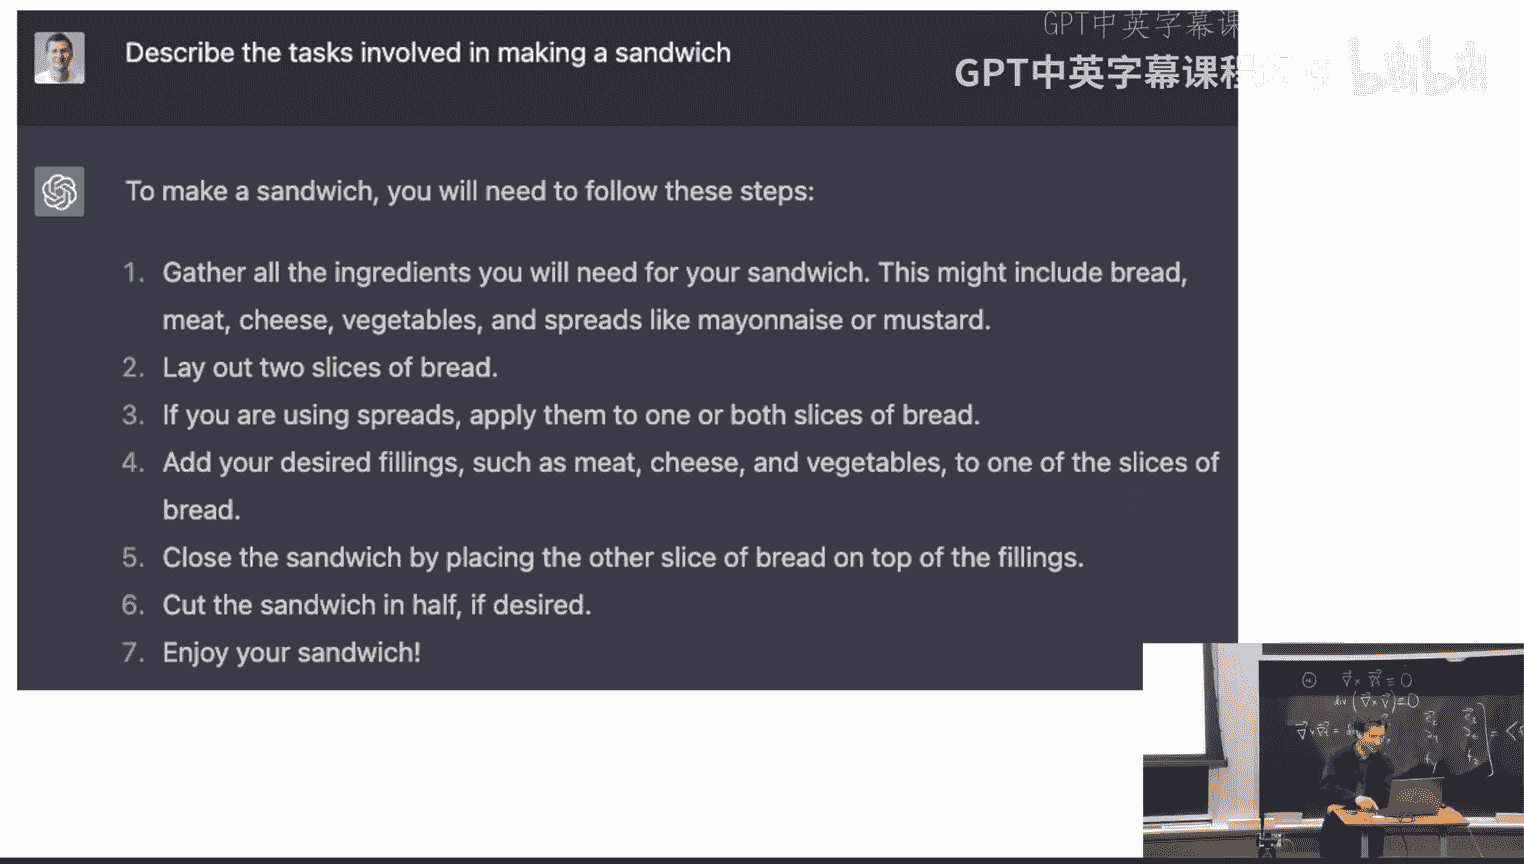 GPT中英字幕课
Describe the tasks involved in making a sandwich
GPT中英字幕课程
bilibili
To make a sandwich, you will need to follow these steps:
1. Gather all the ingredients you will need for your sandwich. This might include bread,
meat, cheese, vegetables, and spreads like mayonnaise or mustard.
2. Lay out two slices of bread.
3. If you are using spreads, apply them to one or both slices of bread.
4. Add your desired fillings, such as meat, cheese, and vegetables, to one of the slices of
bread.
5. Close the sandwich by placing the other slice of bread on top of the fillings.
6. Cut the sandwich in half, if desired.
7. Enjoy your sandwich!
div